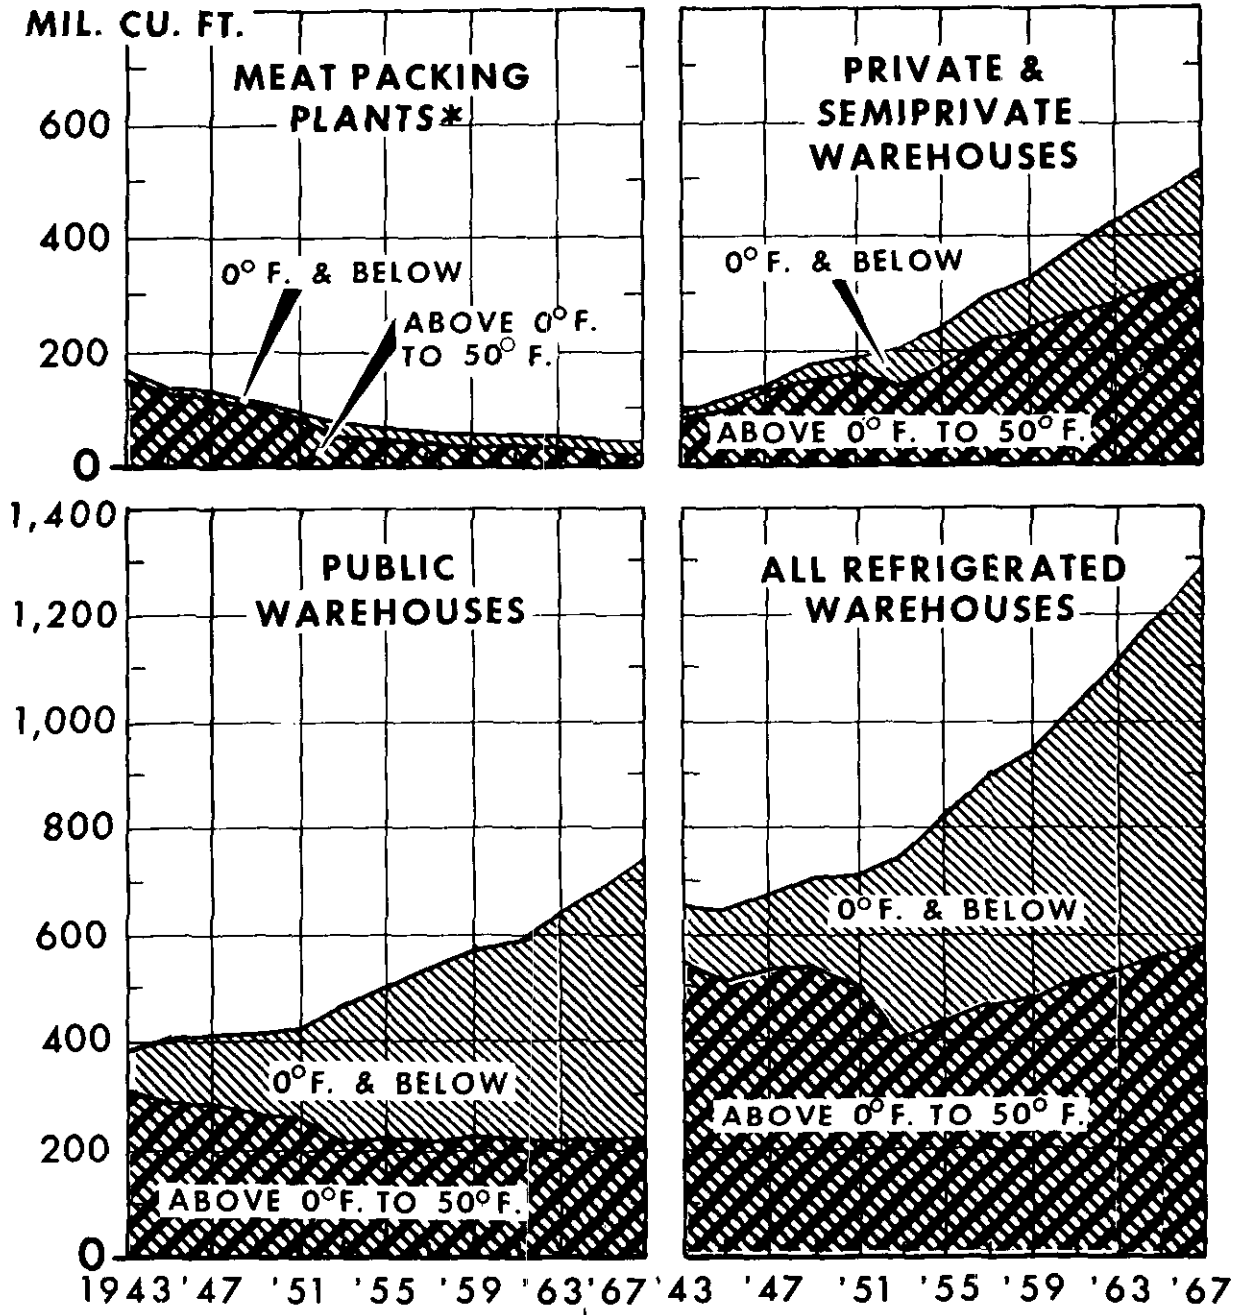 MIL. CU. FT.
MEAT PACKING
PLANTS*
600
400
200
0
0° F. & BELOW
ABOVE 0° F.
TO 50° F.
PRIVATE &
SEMIPRIVATE
WAREHOUSES
0° F. & BELOW
ABOVE 0° F. TO 50° F.
1,400
1,200
1,000
800
600
400
200
0
PUBLIC
WAREHOUSES
0° F. & BELOW
ABOVE 0° F. TO 50° F.
ALL REFRIGERATED
WAREHOUSES
0° F. & BELOW
ABOVE 0° F. TO 50° F.
1943 '47 '51 '55 '59 '63 '67 '43 '47 '51 '55 '59 '63 '67